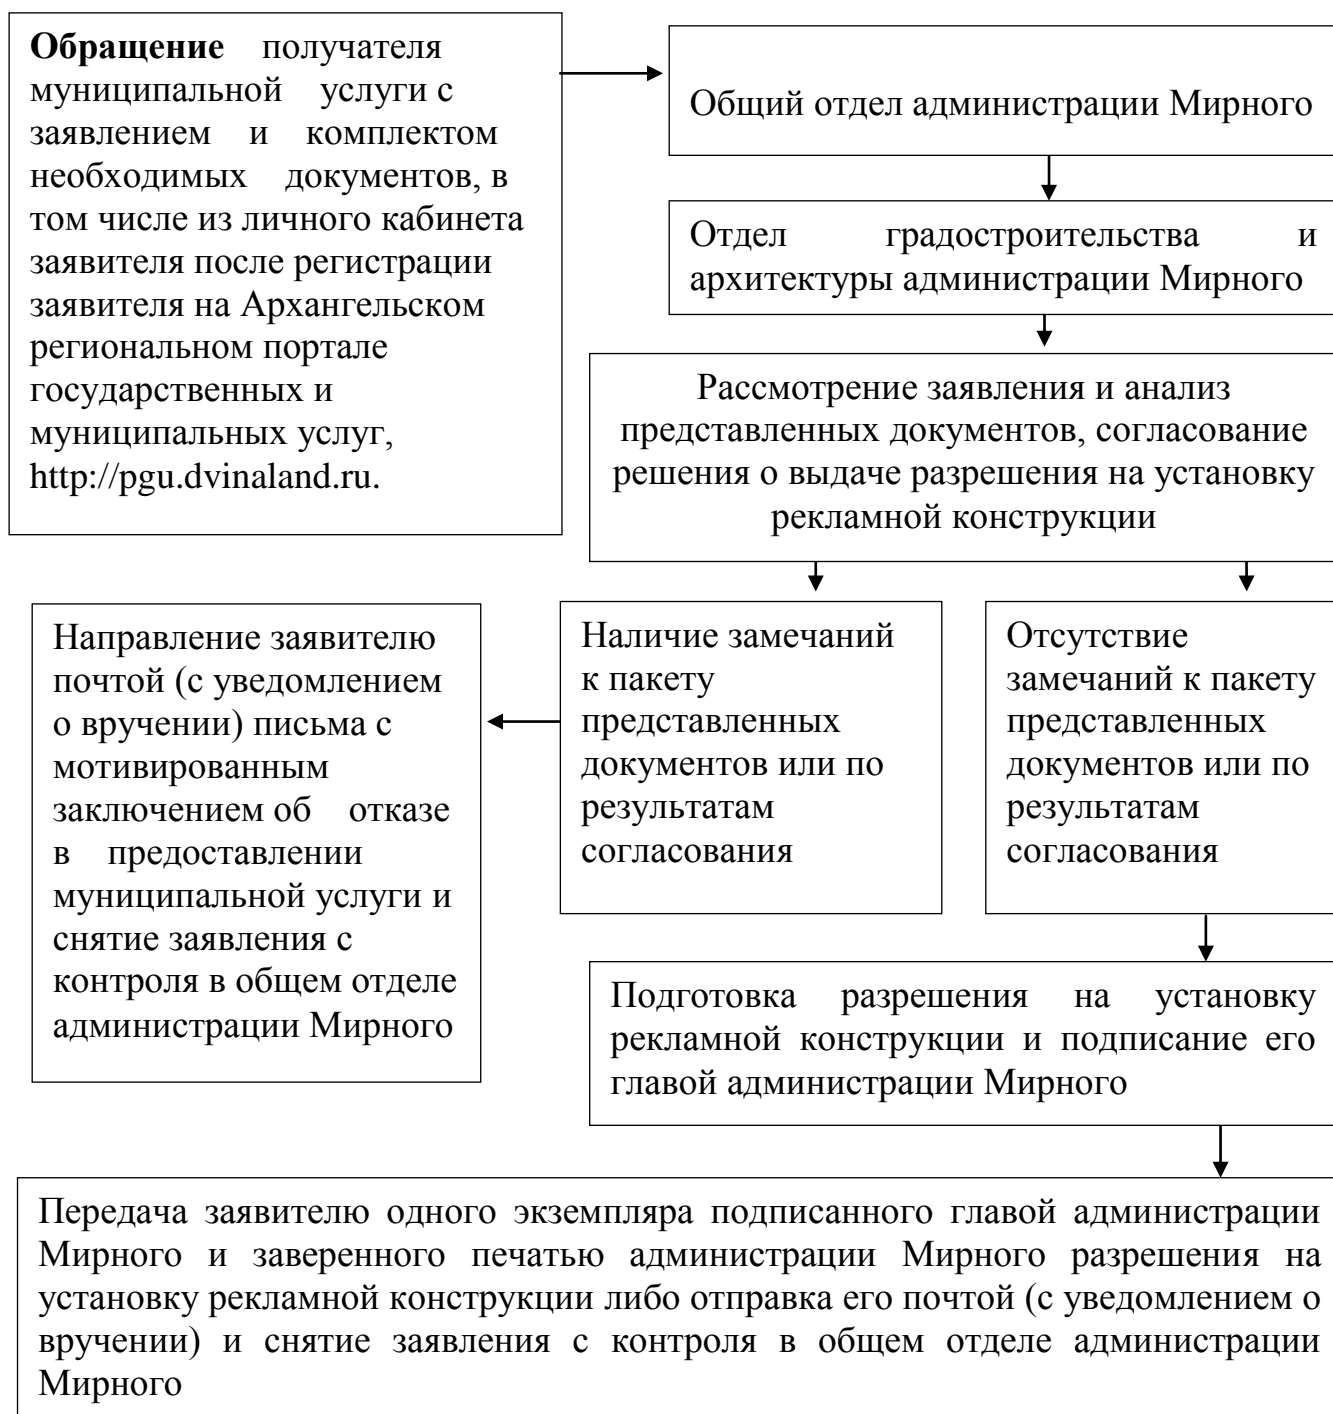 Обращение получателя
муниципальной услуги с
заявлением и комплектом
необходимых документов, в
том числе из личного кабинета
заявителя после регистрации
заявителя на Архангельском
региональном портале
государственных и
муниципальных услуг,
http://pgu.dvinaland.ru.
Общий отдел администрации Мирного
Отдел градостроительства и
архитектуры администрации Мирного
Рассмотрение заявления и анализ
представленных документов, согласование
решения о выдаче разрешения на установку
рекламной конструкции
Направление заявителю
почтой (с уведомлением
о вручении) письма с
мотивированным
заключением об отказе
в предоставлении
муниципальной услуги и
снятие заявления с
контроля в общем отделе
администрации Мирного
Наличие замечаний
к пакету
представленных
документов или по
результатам
согласования
Отсутствие
замечаний к пакету
представленных
документов или по
результатам
согласования
Подготовка разрешения на установку
рекламной конструкции и подписание его
главой администрации Мирного
Передача заявителю одного экземпляра подписанного главой администрации
Мирного и заверенного печатью администрации Мирного разрешения на
установку рекламной конструкции либо отправка его почтой (с уведомлением о
вручении) и снятие заявления с контроля в общем отделе администрации
Мирного